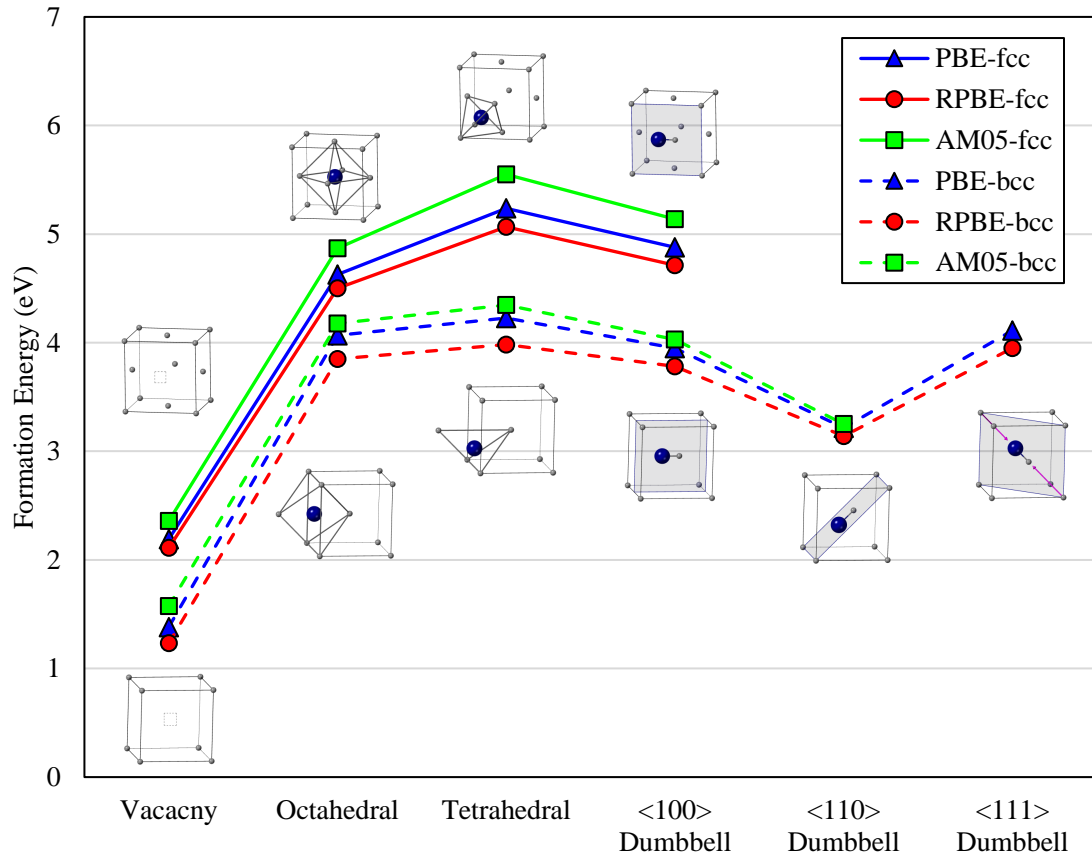 Formation Energy (eV)
7
6
5
4
3
2
1
0
PBE-fcc
RPBE-fcc
AM05-fcc
PBE-bcc
RPBE-bcc
AM05-bcc
Vacacny
Octahedral
Tetrahedral
<100>
Dumbbell
<110>
Dumbbell
<111>
Dumbbell